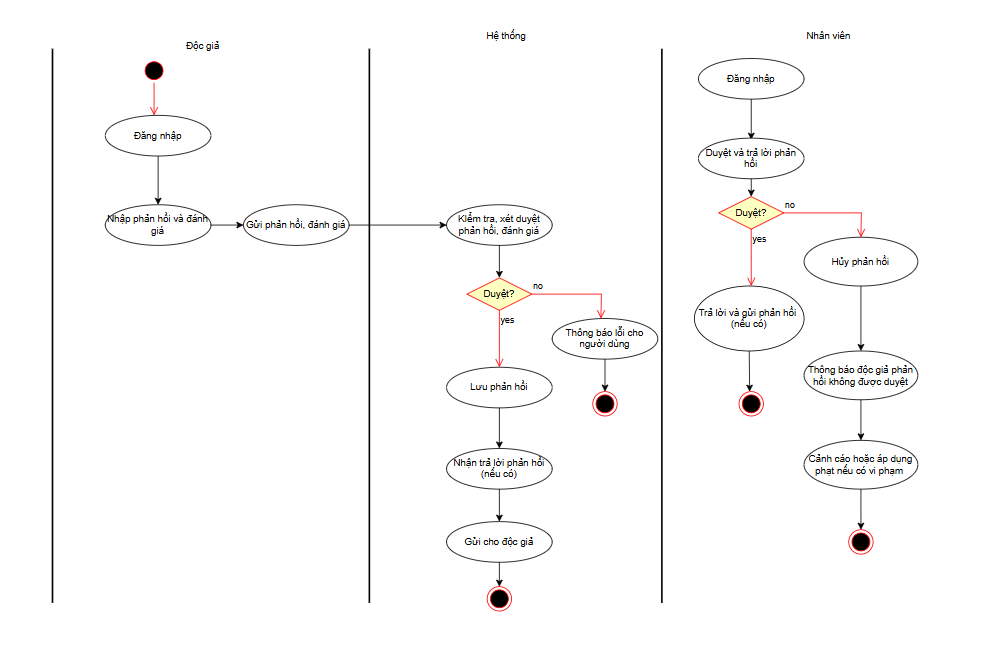 Độc giả
Đăng nhập
Nhập phản hồi và đánh
giá
Gửi phản hồi, đánh giá
Hệ thống
Kiểm tra, xét duyệt
phản hồi, đánh giá
Duyệt?
no
yes
Thông báo lỗi cho
người dùng
Lưu phản hồi
Nhận trả lời phản hồi
(nếu có)
Gửi cho độc giả
Nhân viên
Đăng nhập
Duyệt và trả lời phản
hồi
Duyệt?
no
yes
Hủy phản hồi
Trả lời và gửi phản hồi
(nếu có)
Thông báo độc giả phản
hồi không được duyệt
Cảnh cáo hoặc áp dụng
phạt nếu có vi phạm